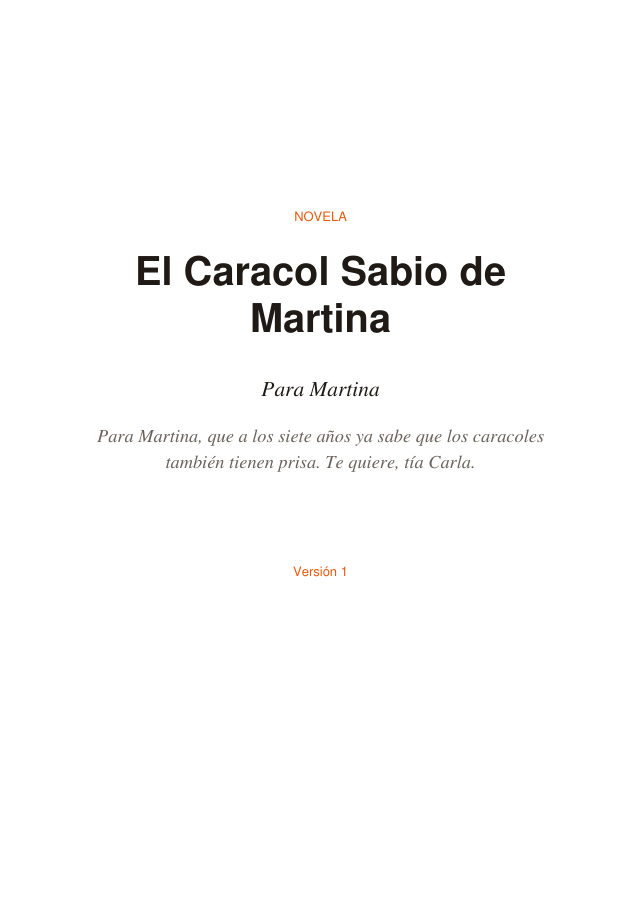 NOVELA
El Caracol Sabio de
Martina
Para Martina
Para Martina, que a los siete años ya sabe que los caracoles
también tienen prisa. Te quiere, tía Carla.
Versión 1